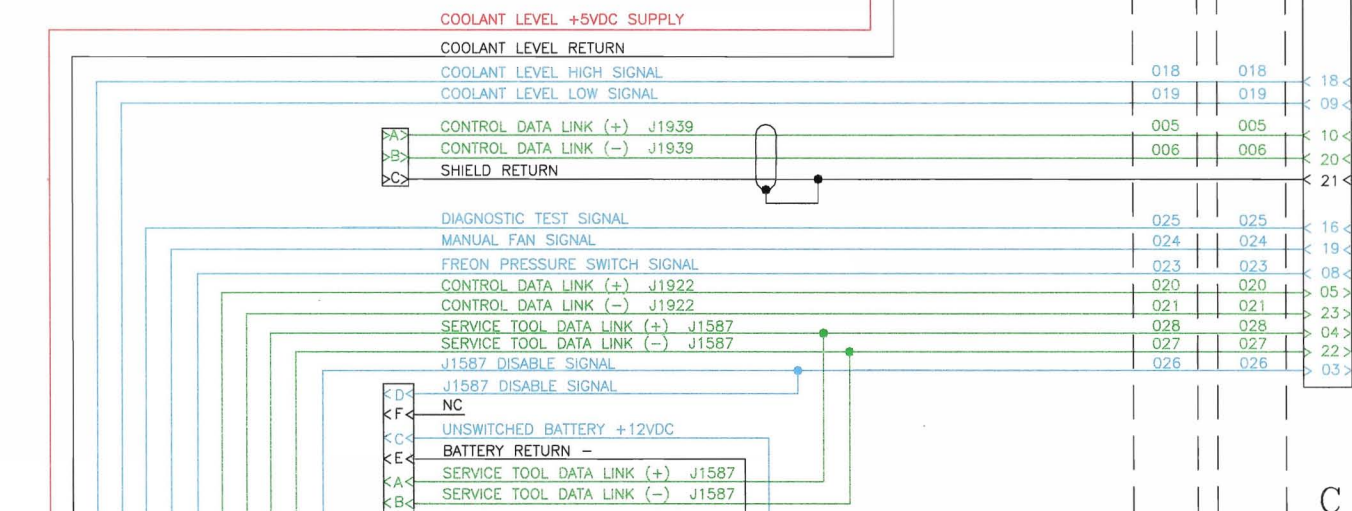 COOLANT LEVEL +5VDC SUPPLY
COOLANT LEVEL RETURN
COOLANT LEVEL HIGH SIGNAL 018 018 18
COOLANT LEVEL LOW SIGNAL 019 019 09
A CONTROL DATA LINK (+) J1939 005 005 10
B CONTROL DATA LINK (−) J1939 006 006 20
C SHIELD RETURN 21
DIAGNOSTIC TEST SIGNAL 025 025 16
MANUAL FAN SIGNAL 024 024 19
FREON PRESSURE SWITCH SIGNAL 023 023 08
CONTROL DATA LINK (+) J1922 020 020 05
CONTROL DATA LINK (−) J1922 021 021 23
SERVICE TOOL DATA LINK (+) J1587 028 028 04
SERVICE TOOL DATA LINK (−) J1587 027 027 22
J1587 DISABLE SIGNAL 026 026 03
D J1587 DISABLE SIGNAL
F NC
C UNSWITCHED BATTERY +12VDC
E BATTERY RETURN −
A SERVICE TOOL DATA LINK (+) J1587
B SERVICE TOOL DATA LINK (−) J1587
C